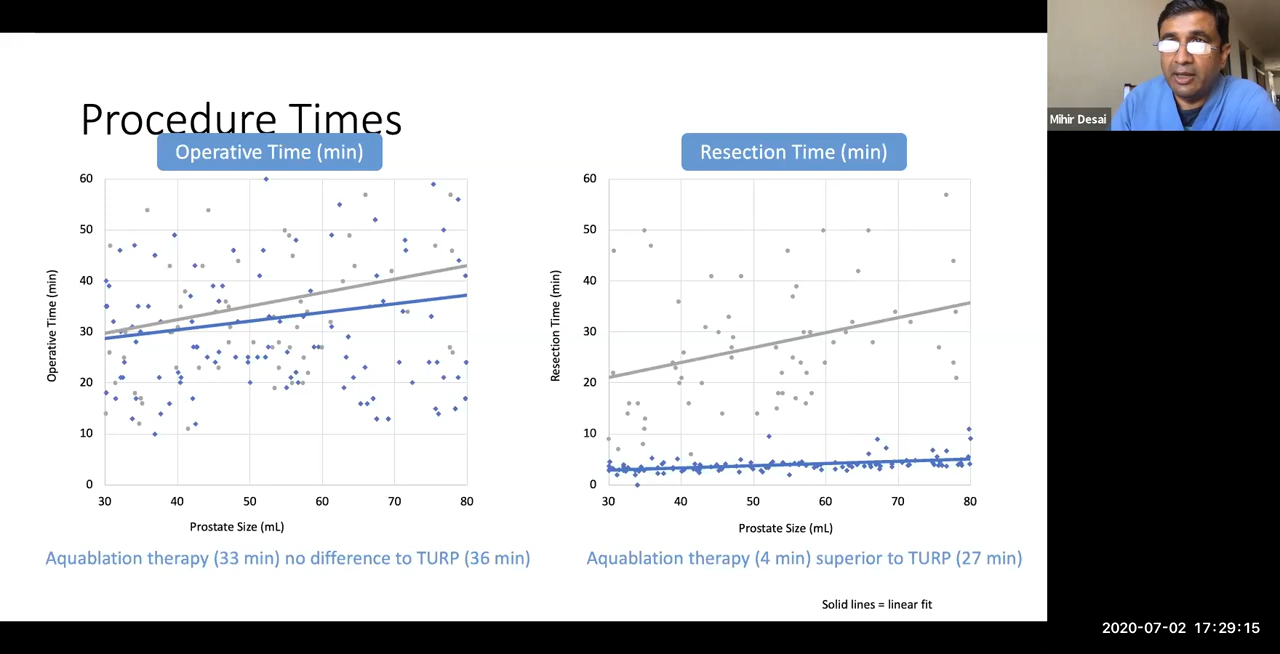 Procedure Times
Operative Time (min)
60
50
40
30
20
10
0
Operative Time (min)
30 40 50 60 70 80
Prostate Size (mL)
Aquablation therapy (33 min) no difference to TURP (36 min)
Resection Time (min)
60
50
40
30
20
10
0
Resection Time (min)
30 40 50 60 70 80
Prostate Size (mL)
Aquablation therapy (4 min) superior to TURP (27 min)
Solid lines = linear fit
Mihir Desai
2020-07-02 17:29:15